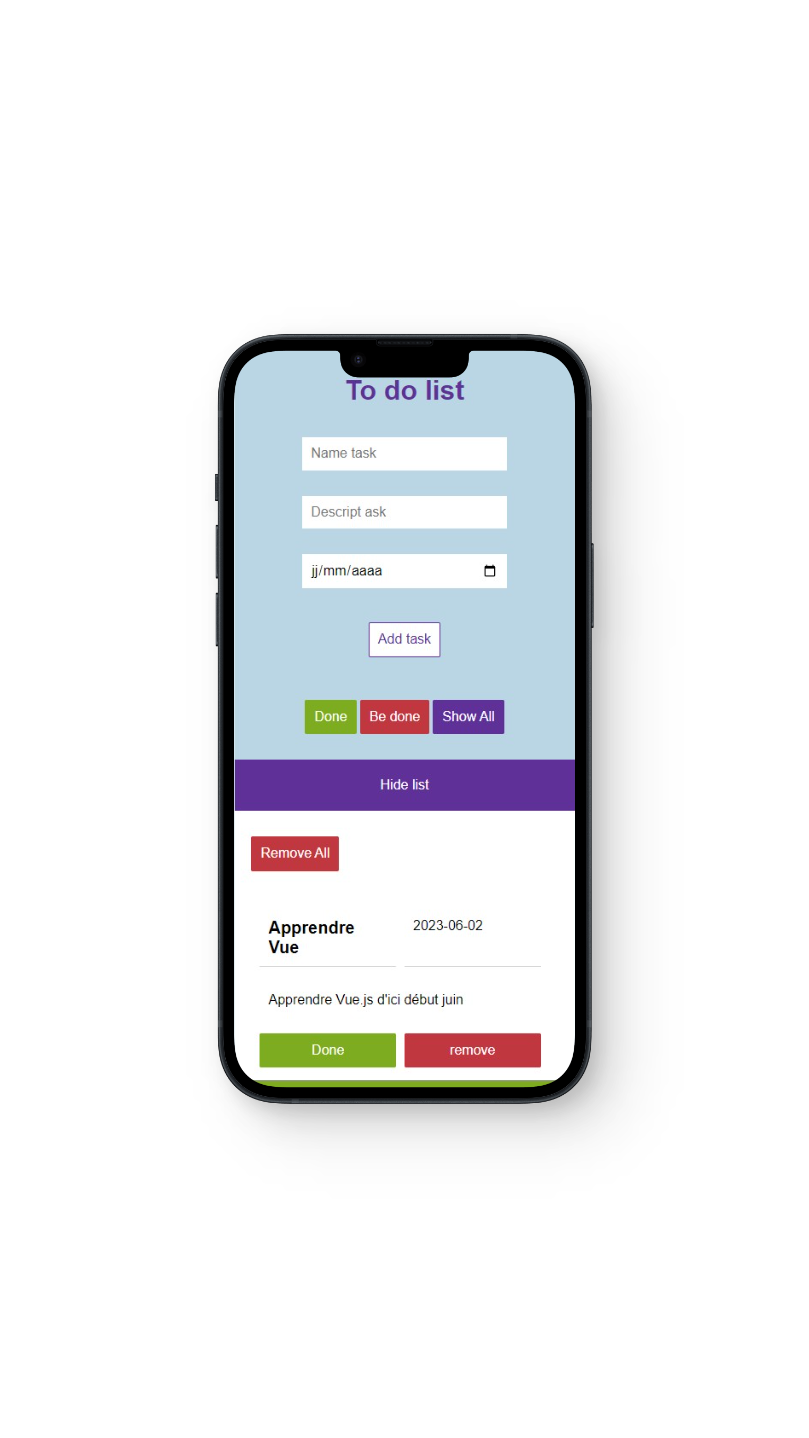 To do list
Name task
Descript ask
jj/mm/aaaa
Add task
Done Be done Show All
Hide list
Remove All
Apprendre 2023-06-02
Vue
Apprendre Vue.js d'ici début juin
Done remove